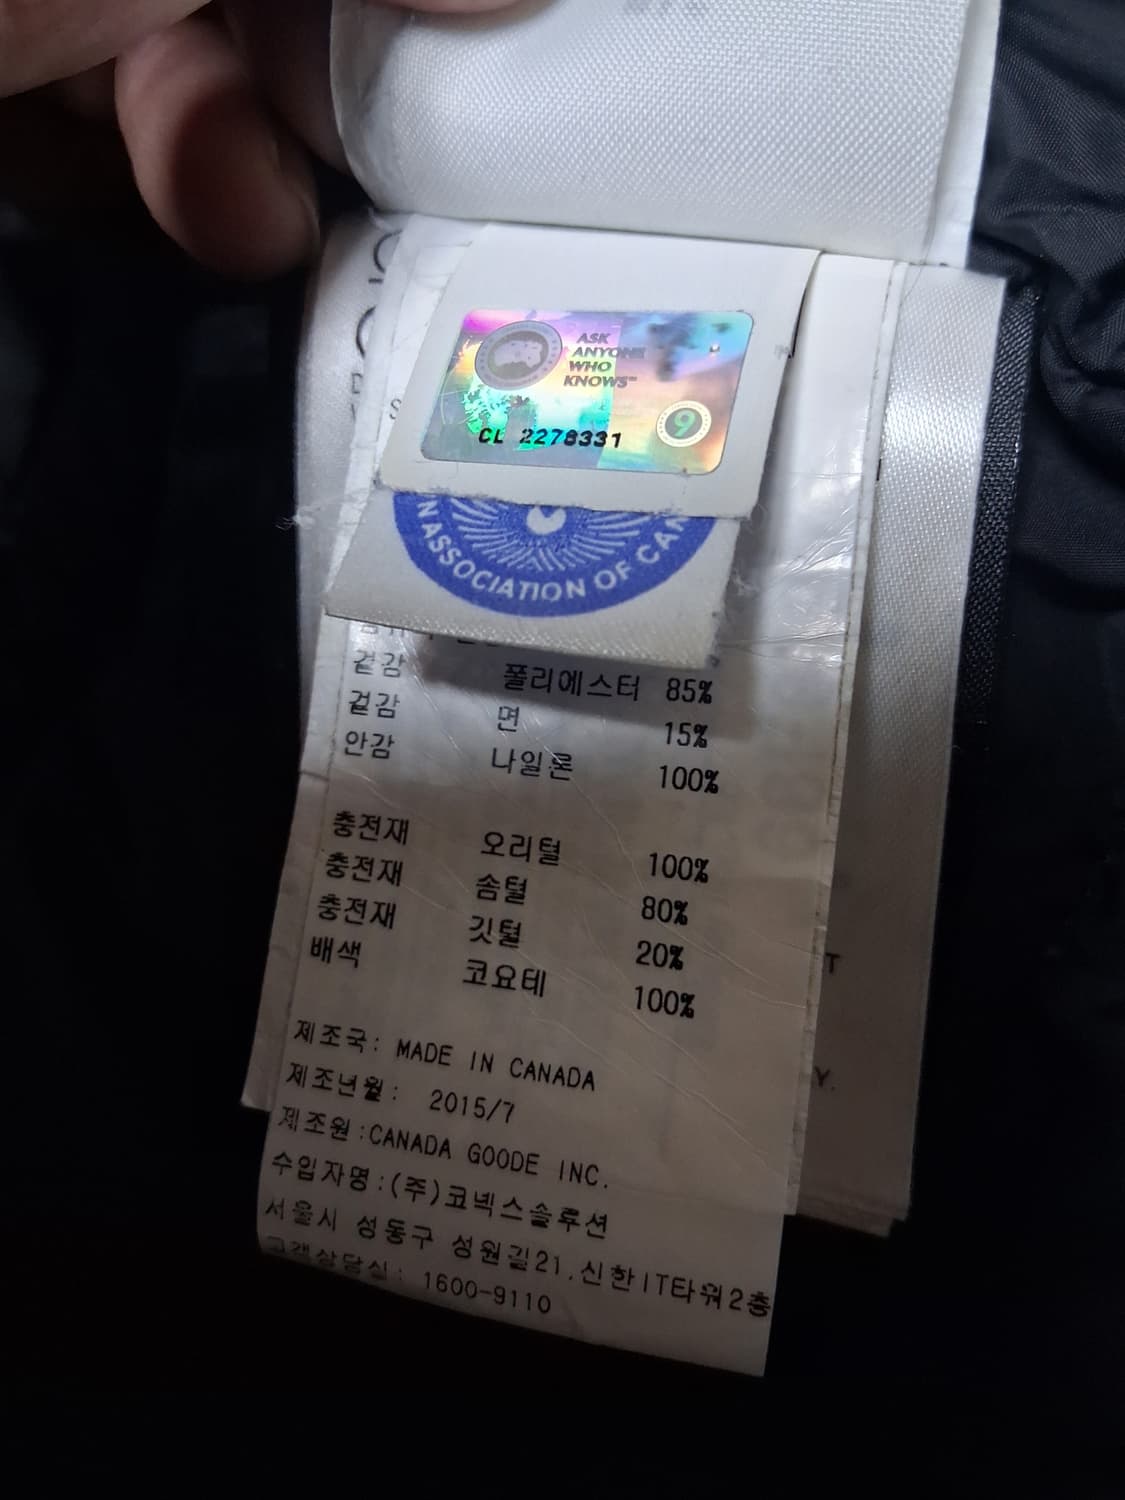 ASK
ANYONE
WHO
KNOWS™
9
CL 2278331
N ASSOCIATION OF CAN
겉감 폴리에스터 85%
겉감 면 15%
안감 나일론 100%
충전재 오리털 100%
충전재 솜털 80%
충전재 깃털 20%
배색 코요테 100%
제조국: MADE IN CANADA
제조년월: 2015/7
제조원:CANADA GOODE INC.
수입자명:(주)코넥스솔루션
서울시 성동구 성원길21.신한IT타워2층
고객상담실: 1600-9110
T
Y.